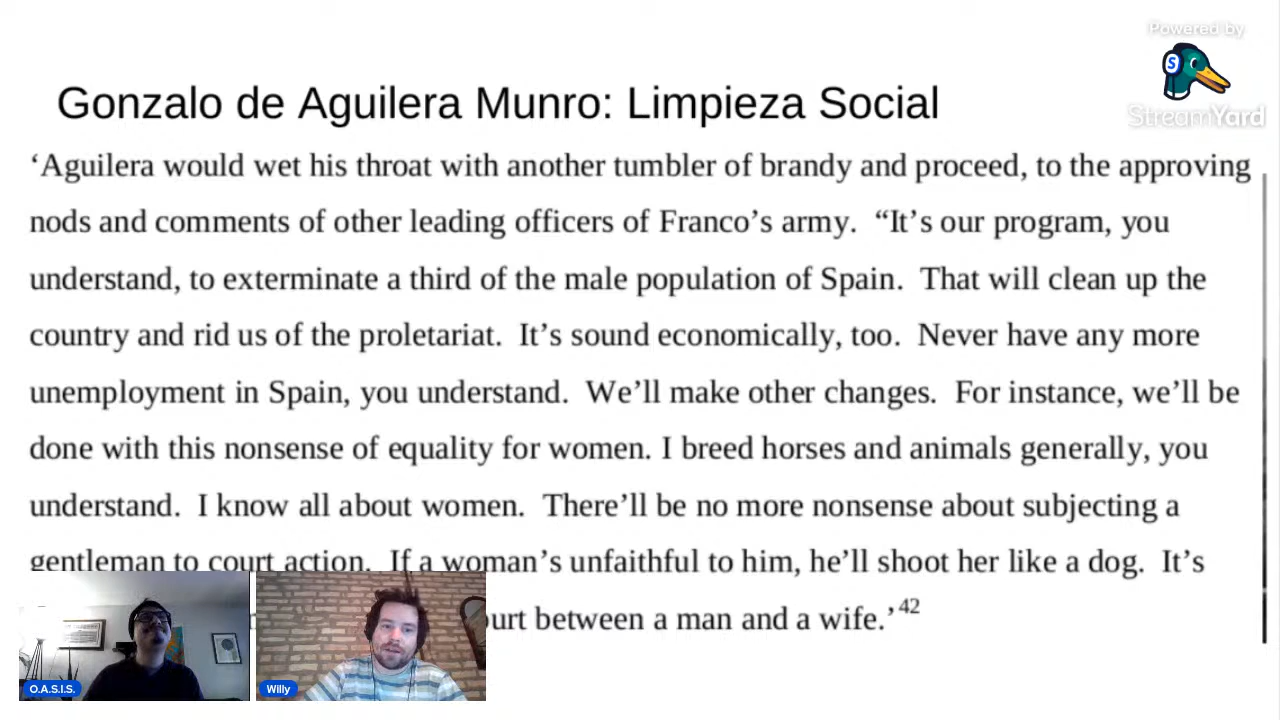 Powered by
StreamYard
Gonzalo de Aguilera Munro: Limpieza Social
‘Aguilera would wet his throat with another tumbler of brandy and proceed, to the approving
nods and comments of other leading officers of Franco’s army.  “It’s our program, you
understand, to exterminate a third of the male population of Spain.  That will clean up the
country and rid us of the proletariat.  It’s sound economically, too.  Never have any more
unemployment in Spain, you understand.  We’ll make other changes.  For instance, we’ll be
done with this nonsense of equality for women. I breed horses and animals generally, you
understand.  I know all about women.  There’ll be no more nonsense about subjecting a
gentleman to court action.  If a woman’s unfaithful to him, he’ll shoot her like a dog.  It’s
between a man and a wife.’ 42
O.A.S.I.S.
Willy